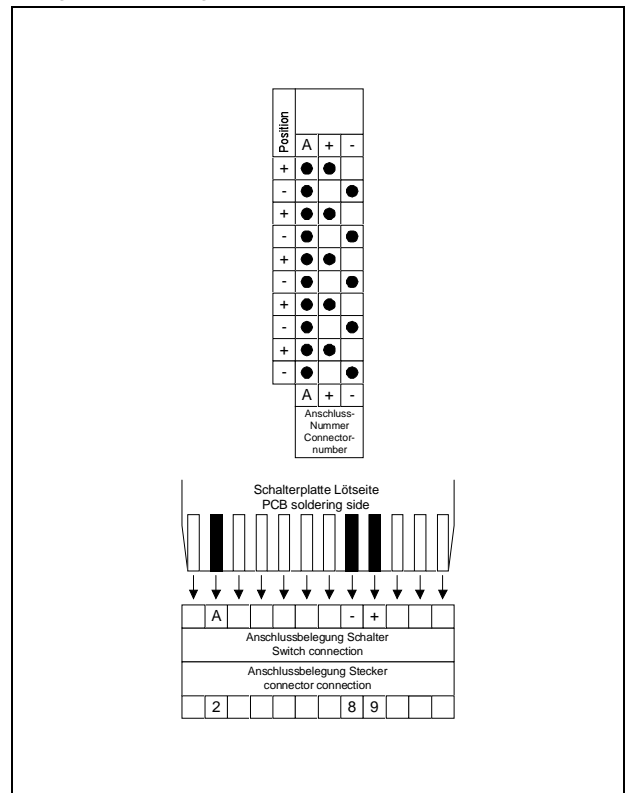 Position
A + -
+
-
+
-
+
-
+
-
+
-
A + -
Anschluss-
Nummer
Connector-
number
Schalterplatte Lötseite
PCB soldering side
A - +
Anschlussbelegung Schalter
Switch connection
Anschlussbelegung Stecker
connector connection
2 8 9